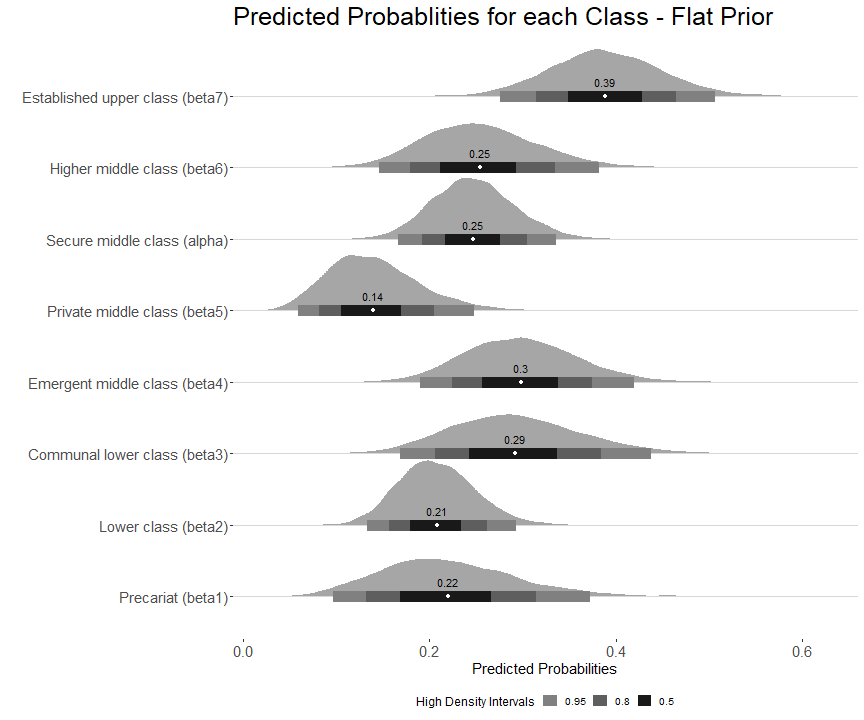 Predicted Probablities for each Class - Flat Prior
Established upper class (beta7)
0.39
Higher middle class (beta6)
0.25
Secure middle class (alpha)
0.25
Private middle class (beta5)
0.14
Emergent middle class (beta4)
0.3
Communal lower class (beta3)
0.29
Lower class (beta2)
0.21
Precariat (beta1)
0.22
0.0 0.2 0.4 0.6
Predicted Probabilities
High Density Intervals 0.95 0.8 0.5